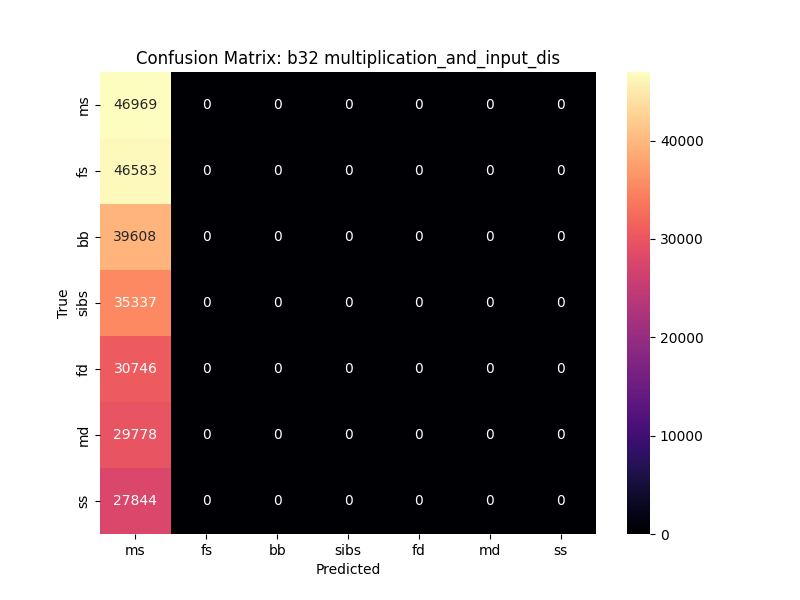 Confusion Matrix: b32 multiplication_and_input_dis
ms 46969 0 0 0 0 0 0
fs 46583 0 0 0 0 0 0
bb 39608 0 0 0 0 0 0
sibs 35337 0 0 0 0 0 0
fd 30746 0 0 0 0 0 0
md 29778 0 0 0 0 0 0
ss 27844 0 0 0 0 0 0
True
ms fs bb sibs fd md ss
Predicted
40000
30000
20000
10000
0